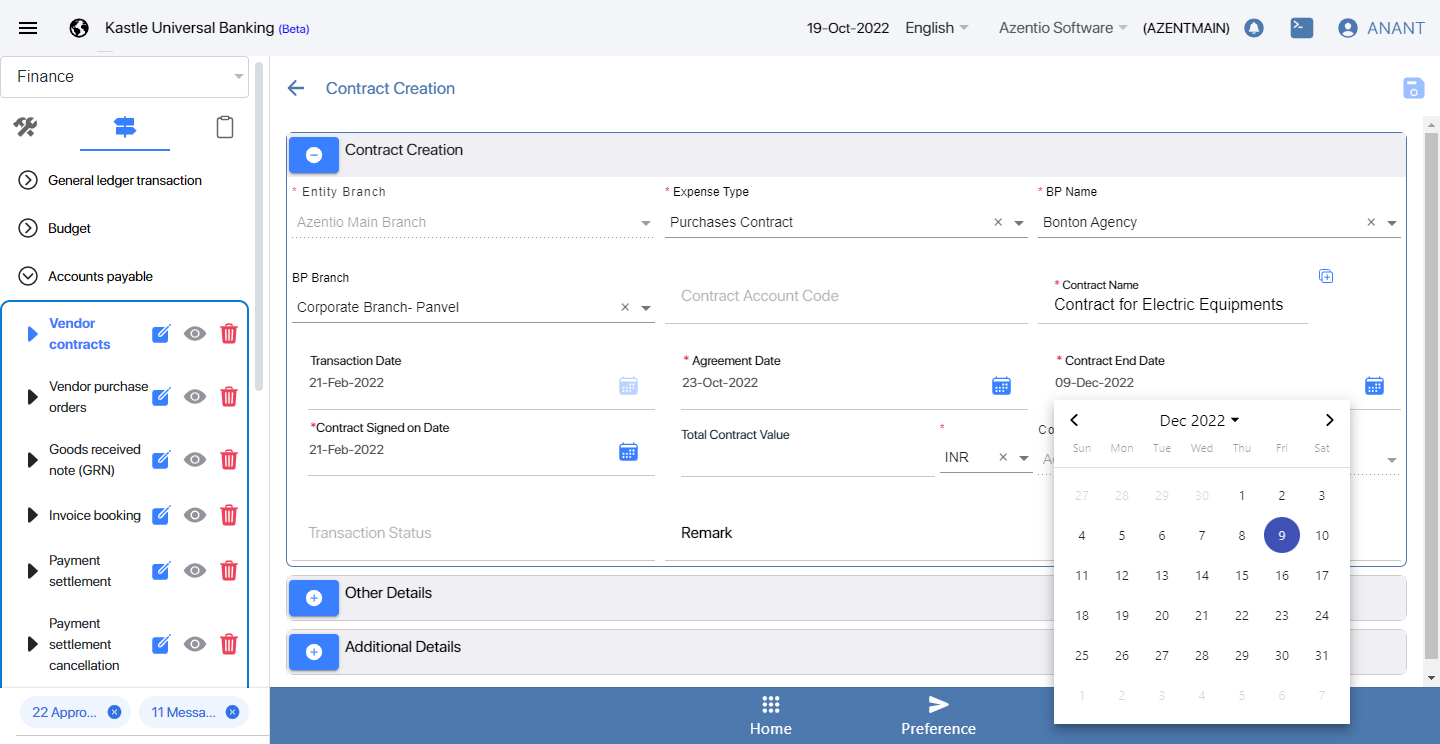 Kastle Universal Banking (Beta)
19-Oct-2022 English Azentio Software (AZENTMAIN) ANANT
Finance
General ledger transaction
Budget
Accounts payable
Vendor contracts
Vendor purchase orders
Goods received note (GRN)
Invoice booking
Payment settlement
Payment settlement cancellation
22 Appro...
11 Messa...
Contract Creation
Contract Creation
* Entity Branch
Azentio Main Branch
* Expense Type
Purchases Contract
* BP Name
Bonton Agency
BP Branch
Corporate Branch- Panvel
Contract Account Code
* Contract Name
Contract for Electric Equipments
Transaction Date
21-Feb-2022
* Agreement Date
23-Oct-2022
* Contract End Date
09-Dec-2022
*Contract Signed on Date
21-Feb-2022
Total Contract Value
*
INR
Co
Transaction Status
Remark
Dec 2022
Sun Mon Tue Wed Thu Fri Sat
27 28 29 30 1 2 3
4 5 6 7 8 9 10
11 12 13 14 15 16 17
18 19 20 21 22 23 24
25 26 27 28 29 30 31
1 2 3 4 5 6 7
Other Details
Additional Details
Home
Preference